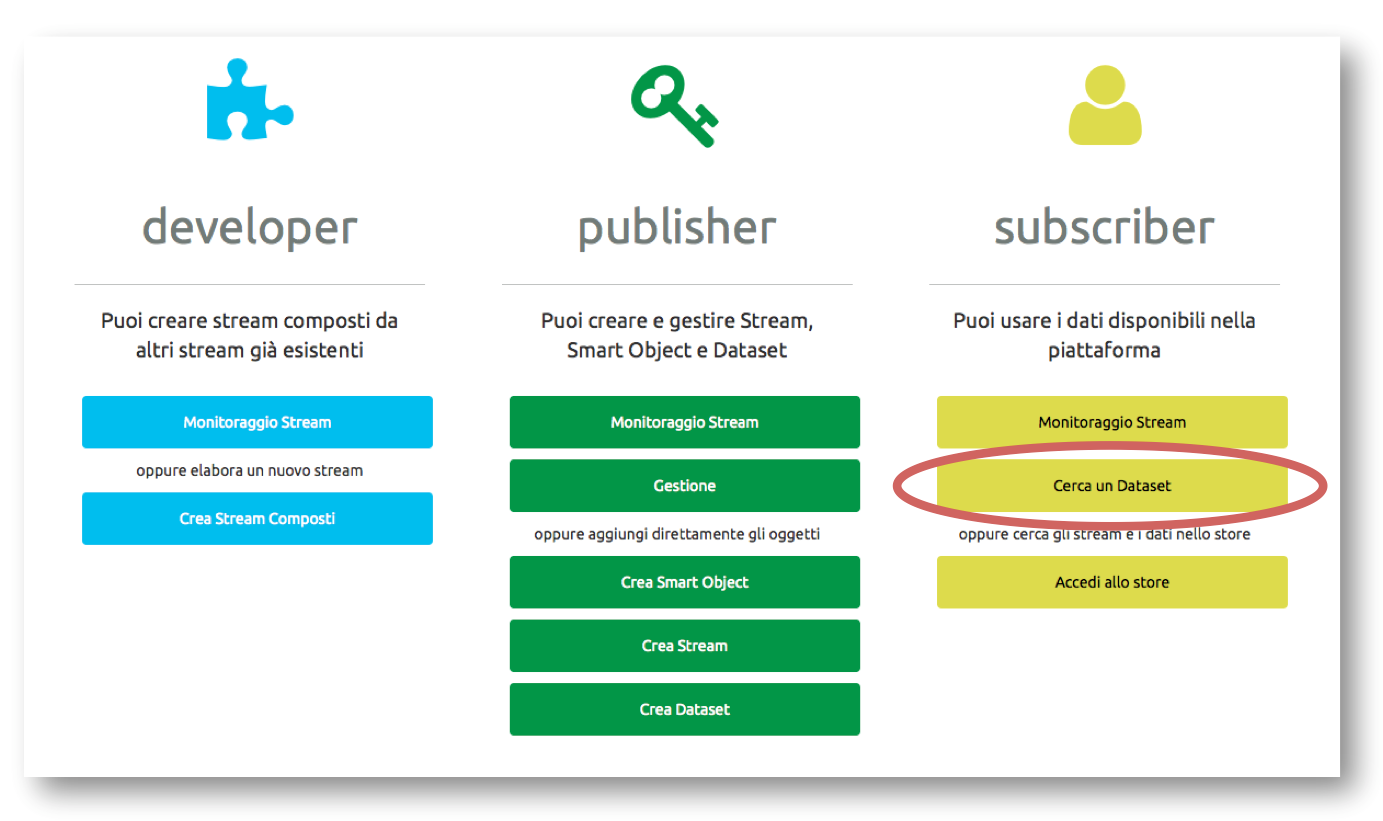 developer
Puoi creare stream composti da
altri stream già esistenti
Monitoraggio Stream
oppure elabora un nuovo stream
Crea Stream Composti
publisher
Puoi creare e gestire Stream,
Smart Object e Dataset
Monitoraggio Stream
Gestione
oppure aggiungi direttamente gli oggetti
Crea Smart Object
Crea Stream
Crea Dataset
subscriber
Puoi usare i dati disponibili nella
piattaforma
Monitoraggio Stream
Cerca un Dataset
oppure cerca gli stream e i dati nello store
Accedi allo store